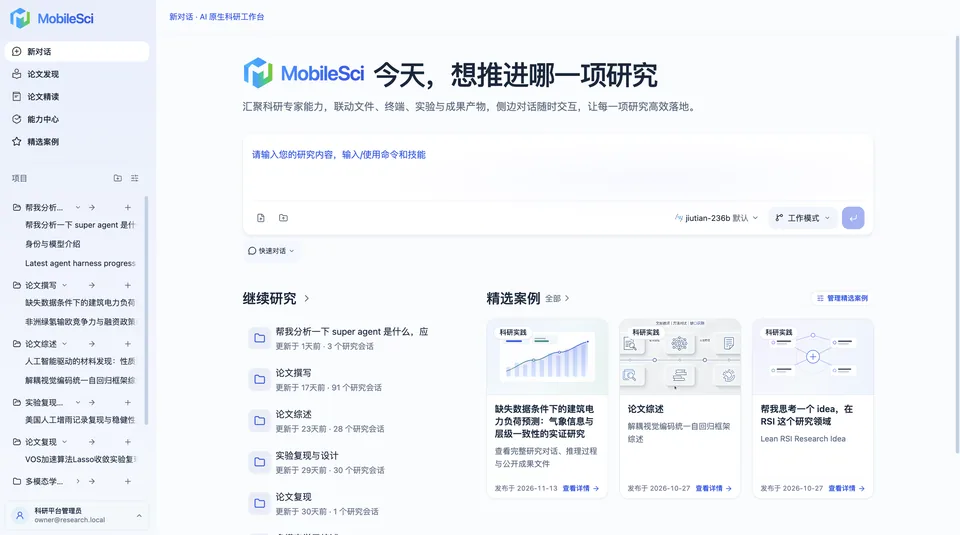 MobileSci
新对话
论文发现
论文精读
能力中心
精选案例
项目
帮我分析...
帮我分析一下 super agent 是什
身份与模型介绍
Latest agent harness progress
论文撰写
缺失数据条件下的建筑电力负荷
非洲绿氢输欧竞争力与融资政策
论文综述
人工智能驱动的材料发现：性质
解耦视觉编码统一自回归框架综
实验复现...
美国人工增雨记录复现与稳健性
论文复现
VOS加速算法Lasso收敛实验复
多模态学...
科研平台管理员
owner@research.local
新对话 · AI 原生科研工作台
MobileSci 今天，想推进哪一项研究
汇聚科研专家能力，联动文件、终端、实验与成果产物，侧边对话随时交互，让每一项研究高效落地。
请输入您的研究内容，输入/使用命令和技能
jiutian-236b 默认
工作模式
快速对话
继续研究
帮我分析一下 super agent 是什么，应
更新于 1天前 · 3 个研究会话
论文撰写
更新于 17天前 · 91 个研究会话
论文综述
更新于 23天前 · 28 个研究会话
实验复现与设计
更新于 29天前 · 30 个研究会话
论文复现
更新于 30天前 · 1 个研究会话
精选案例 全部
管理精选案例
科研实践
缺失数据条件下的建筑电
力负荷预测：气象信息与
层级一致性的实证研究
查看完整研究对话、推理过程
与公开成果文件
发布于 2026-11-13 查看详情
科研实践
论文综述
解耦视觉编码统一自回归框架
综述
发布于 2026-10-27 查看详情
科研实践
帮我思考一个 idea，在
RSI 这个研究领域
Lean RSI Research Idea
发布于 2026-10-27 查看详情